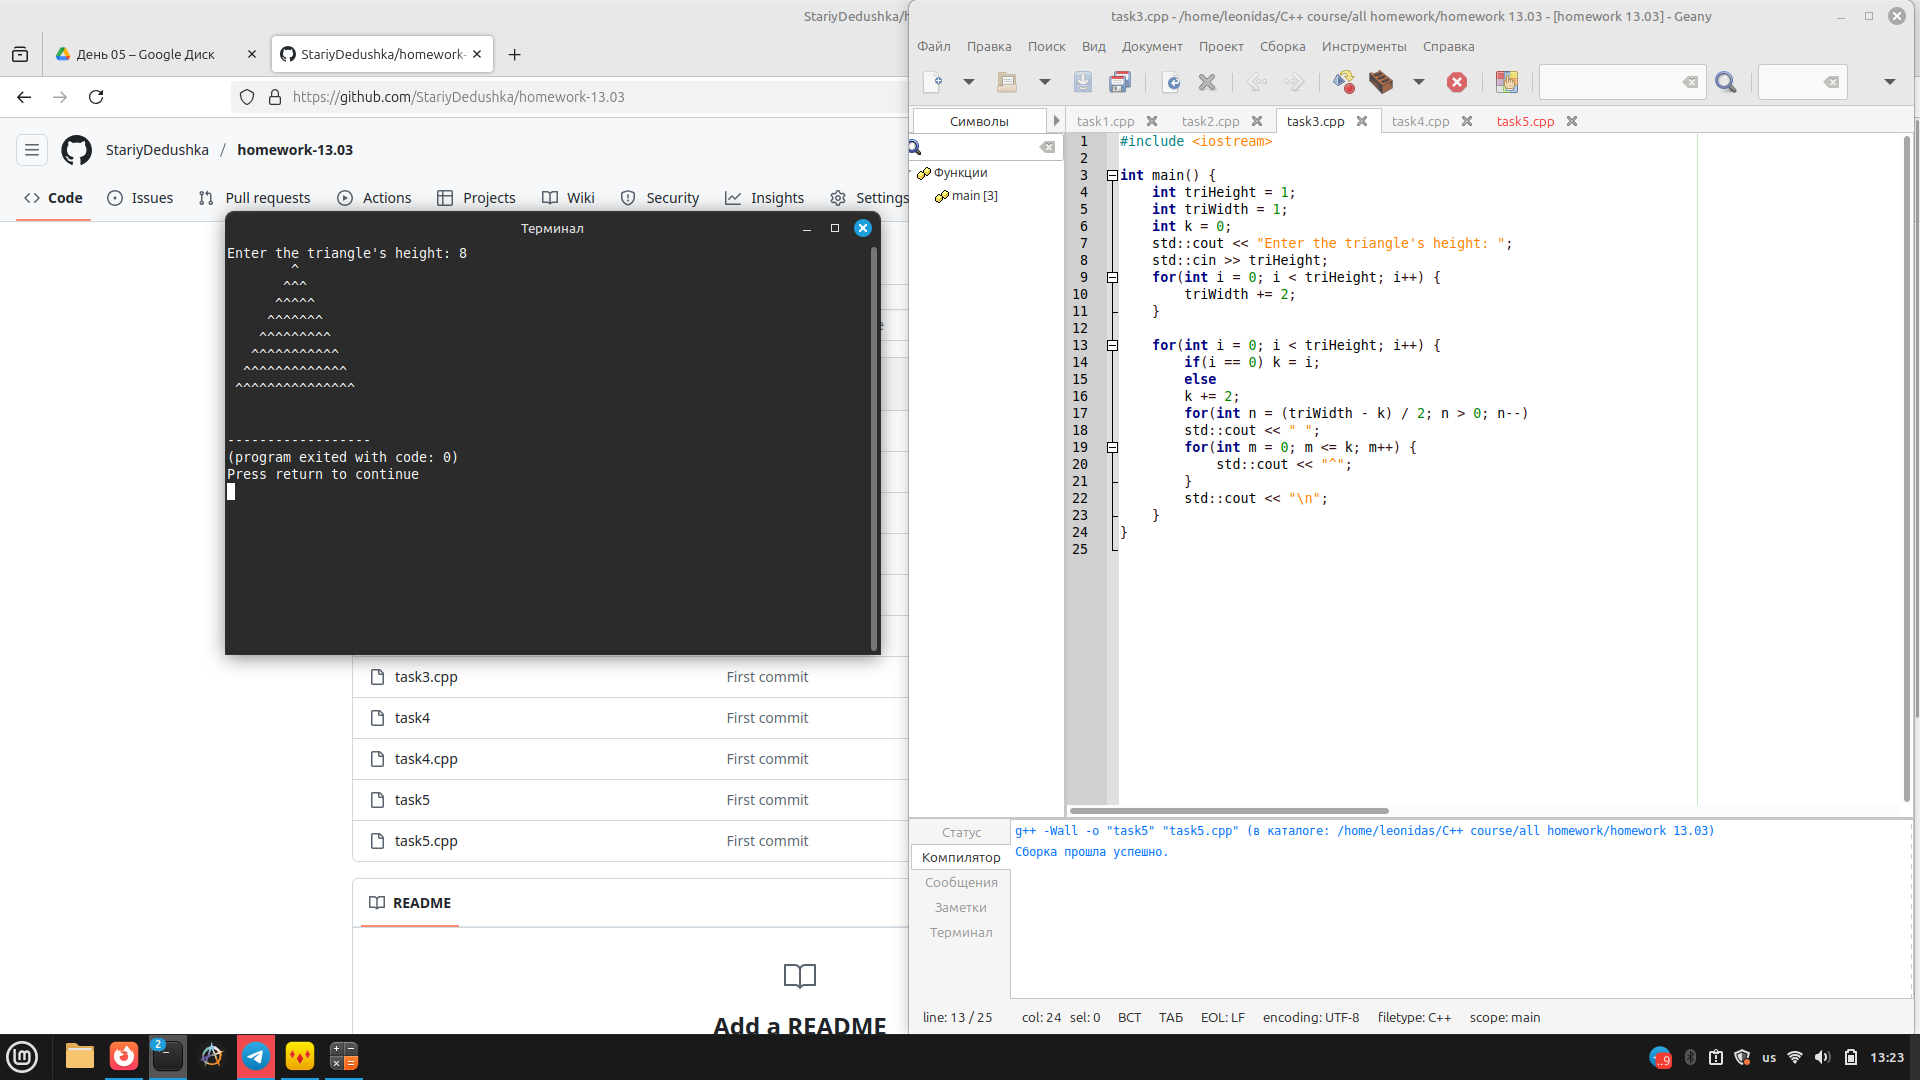 StariyDedushka/h
День 05 – Google Диск
StariyDedushka/homework-
https://github.com/StariyDedushka/homework-13.03
StariyDedushka / homework-13.03
Code
Issues
Pull requests
Actions
Projects
Wiki
Security
Insights
Settings
Терминал
Enter the triangle's height: 8
^
^^^
^^^^^
^^^^^^^
^^^^^^^^^
^^^^^^^^^^^
^^^^^^^^^^^^^
^^^^^^^^^^^^^^^
------------------
(program exited with code: 0)
Press return to continue
task3.cpp First commit
task4 First commit
task4.cpp First commit
task5 First commit
task5.cpp First commit
README
Add a README
task3.cpp - /home/leonidas/C++ course/all homework/homework 13.03 - [homework 13.03] - Geany
Файл Правка Поиск Вид Документ Проект Сборка Инструменты Справка
Символы
task1.cpp task2.cpp task3.cpp task4.cpp task5.cpp
Функции
main [3]
1 #include <iostream>
2
3 int main() {
4 int triHeight = 1;
5 int triWidth = 1;
6 int k = 0;
7 std::cout << "Enter the triangle's height: ";
8 std::cin >> triHeight;
9 for(int i = 0; i < triHeight; i++) {
10 triWidth += 2;
11 }
12
13 for(int i = 0; i < triHeight; i++) {
14 if(i == 0) k = i;
15 else
16 k += 2;
17 for(int n = (triWidth - k) / 2; n > 0; n--)
18 std::cout << " ";
19 for(int m = 0; m <= k; m++) {
20 std::cout << "^";
21 }
22 std::cout << "\n";
23 }
24 }
25
Статус
Компилятор
Сообщения
Заметки
Терминал
g++ -Wall -o "task5" "task5.cpp" (в каталоге: /home/leonidas/C++ course/all homework/homework 13.03)
Сборка прошла успешно.
line: 13 / 25 col: 24 sel: 0 ВСТ ТАБ EOL: LF encoding: UTF-8 filetype: C++ scope: main
2
..9
us
13:23